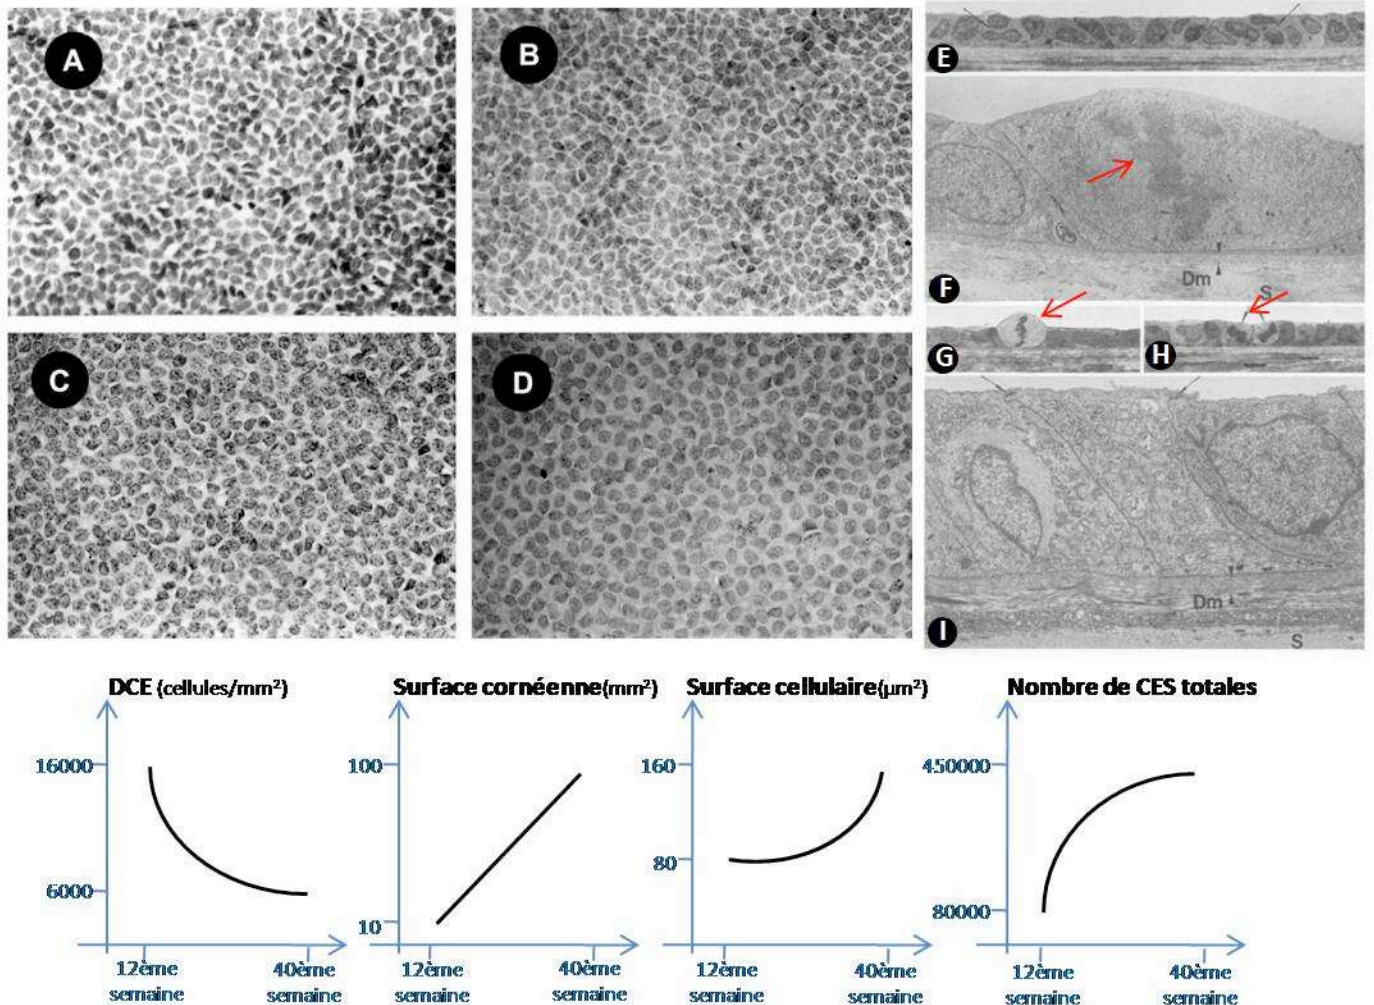 A
B
C
D
E
F
Dm
S
G
H
I
Dm
S
DCE (cellules/mm²)
16000
6000
12ème
semaine
40ème
semaine
Surface cornéenne(mm²)
100
10
12ème
semaine
40ème
semaine
Surface cellulaire(µm²)
160
80
12ème
semaine
40ème
semaine
Nombre de CES totales
450000
80000
12ème
semaine
40ème
semaine